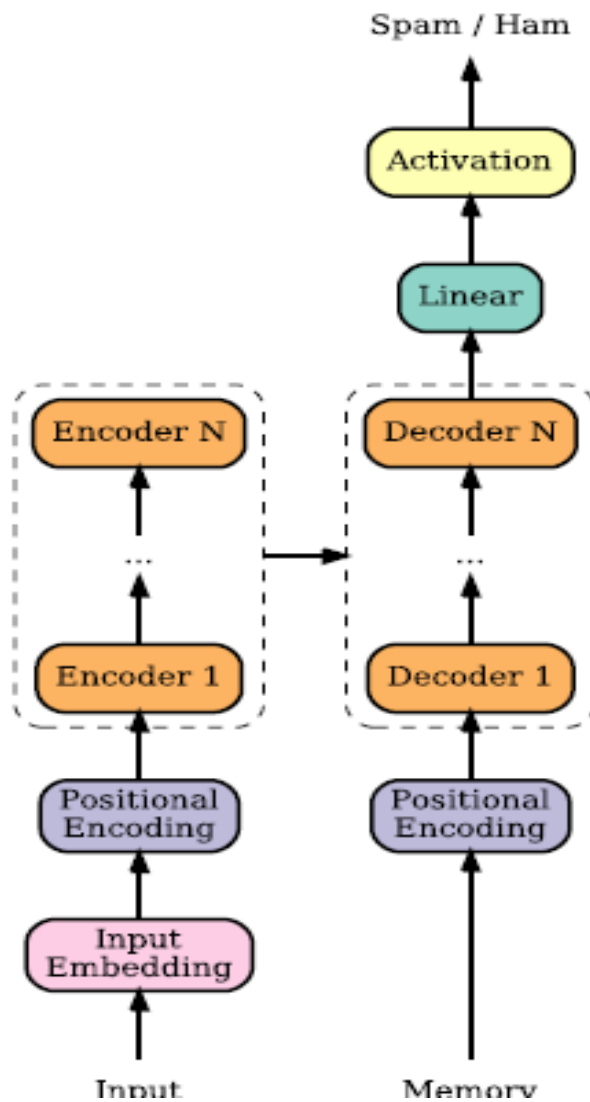 Spam / Ham
Activation
Linear
Encoder N
Decoder N
...
...
Encoder 1
Decoder 1
Positional
Encoding
Positional
Encoding
Input
Embedding
Input
Memory